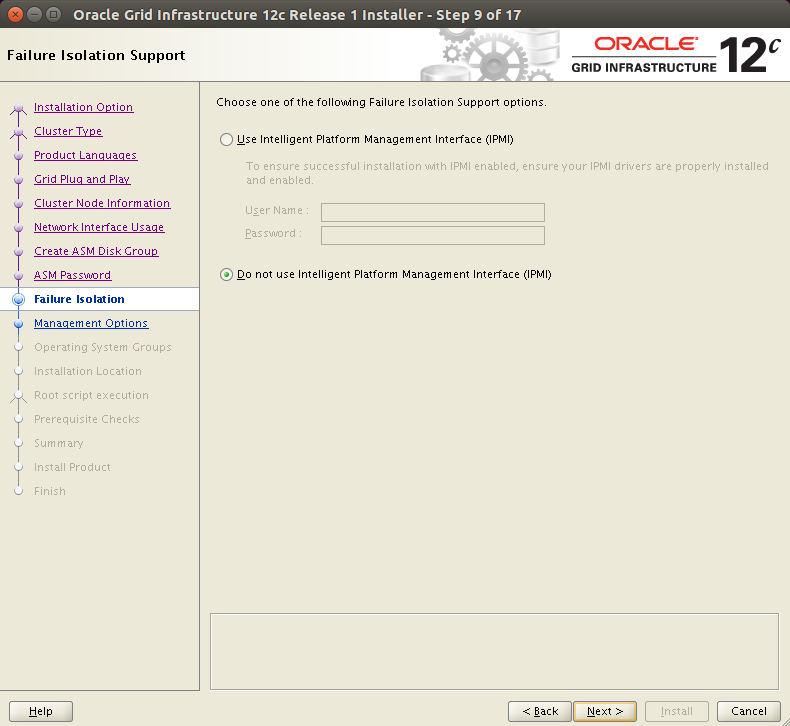 Oracle Grid Infrastructure 12c Release 1 Installer - Step 9 of 17
Failure Isolation Support
ORACLE
GRID INFRASTRUCTURE
12c
Installation Option
Cluster Type
Product Languages
Grid Plug and Play
Cluster Node Information
Network Interface Usage
Create ASM Disk Group
ASM Password
Failure Isolation
Management Options
Operating System Groups
Installation Location
Root script execution
Prerequisite Checks
Summary
Install Product
Finish
Choose one of the following Failure Isolation Support options.
Use Intelligent Platform Management Interface (IPMI)
To ensure successful installation with IPMI enabled, ensure your IPMI drivers are properly installed
and enabled.
User Name :
Password :
Do not use Intelligent Platform Management Interface (IPMI)
Help
< Back
Next >
Install
Cancel